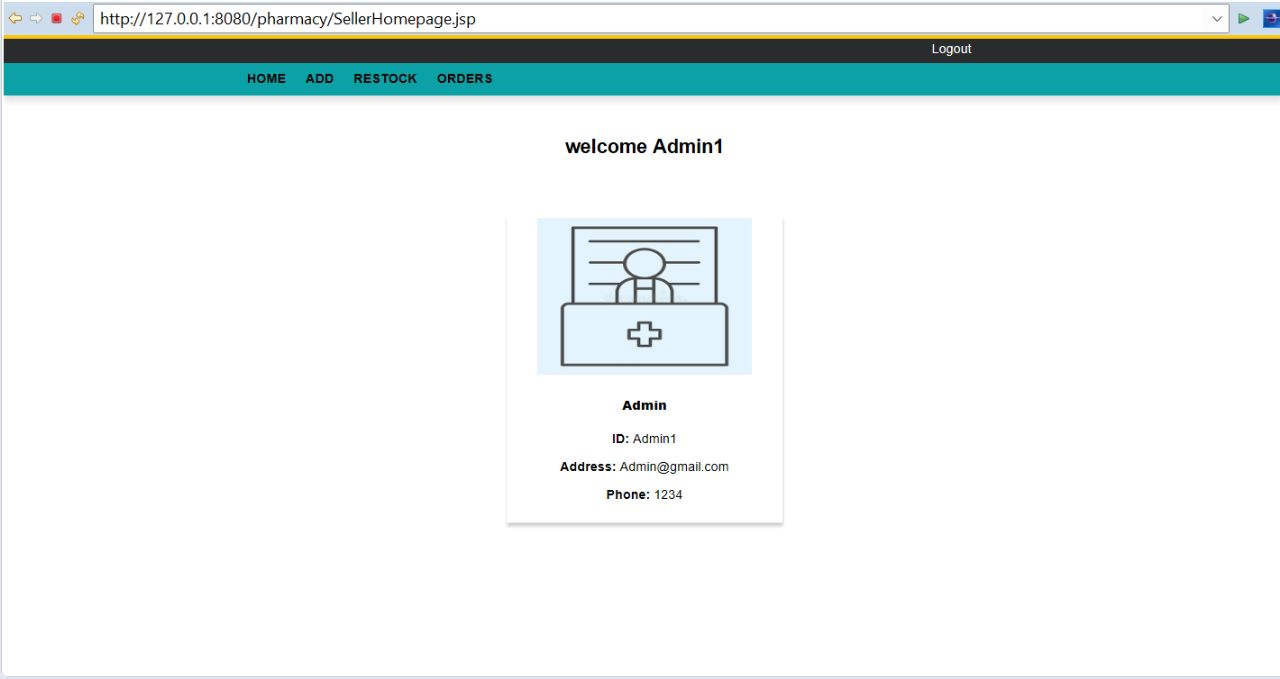 http://127.0.0.1:8080/pharmacy/SellerHomepage.jsp
Logout
HOME ADD RESTOCK ORDERS
welcome Admin1
Admin
ID: Admin1
Address: Admin@gmail.com
Phone: 1234